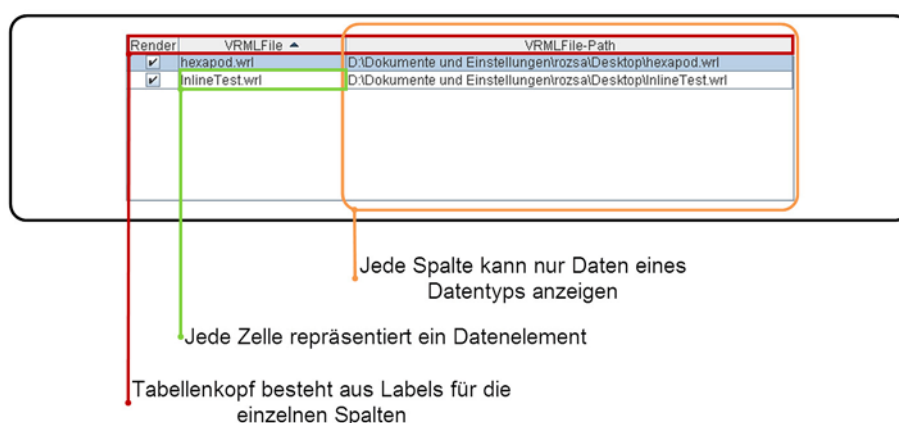 Render VRMLFile VRMLFile-Path
hexapod.wrl D:\Dokumente und Einstellungen\rozsa\Desktop\hexapod.wrl
InlineTest.wrl D:\Dokumente und Einstellungen\rozsa\Desktop\InlineTest.wrl
Jede Spalte kann nur Daten eines
Datentyps anzeigen
Jede Zelle repräsentiert ein Datenelement
Tabellenkopf besteht aus Labels für die
einzelnen Spalten